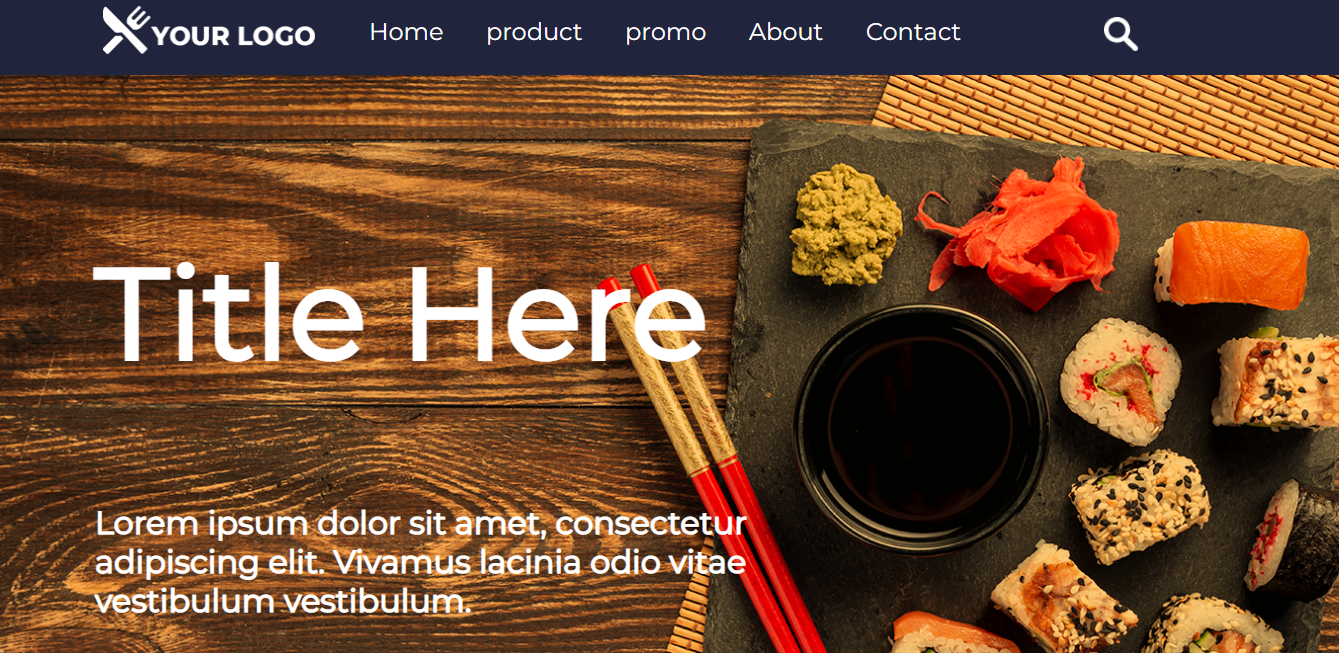 YOUR LOGO Home product promo About Contact
Title Here
Lorem ipsum dolor sit amet, consectetur
adipiscing elit. Vivamus lacinia odio vitae
vestibulum vestibulum.